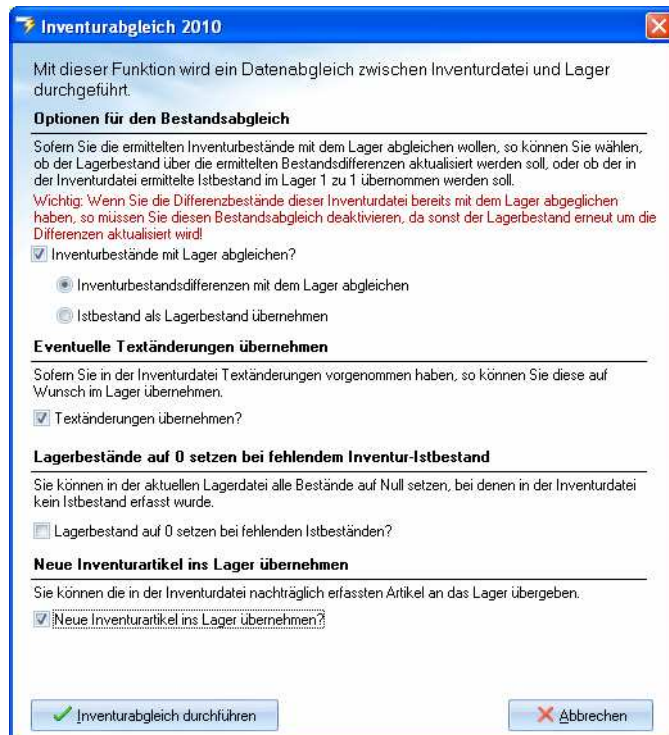 Inventurabgleich 2010
Mit dieser Funktion wird ein Datenabgleich zwischen Inventurdatei und Lager
durchgeführt.
Optionen für den Bestandsabgleich
Sofern Sie die ermittelten Inventurbestände mit dem Lager abgleichen wollen, so können Sie wählen,
ob der Lagerbestand über die ermittelten Bestandsdifferenzen aktualisiert werden soll, oder ob der in
der Inventurdatei ermittelte Istbestand im Lager 1 zu 1 übernommen werden soll.
Wichtig: Wenn Sie die Differenzbestände dieser Inventurdatei bereits mit dem Lager abgeglichen
haben, so müssen Sie diesen Bestandsabgleich deaktivieren, da sonst der Lagerbestand erneut um die
Differenzen aktualisiert wird!
Inventurbestände mit Lager abgleichen?
Inventurbestandsdifferenzen mit dem Lager abgleichen
Istbestand als Lagerbestand übernehmen
Eventuelle Textänderungen übernehmen
Sofern Sie in der Inventurdatei Textänderungen vorgenommen haben, so können Sie diese auf
Wunsch im Lager übernehmen.
Textänderungen übernehmen?
Lagerbestände auf 0 setzen bei fehlendem Inventur-Istbestand
Sie können in der aktuellen Lagerdatei alle Bestände auf Null setzen, bei denen in der Inventurdatei
kein Istbestand erfasst wurde.
Lagerbestand auf 0 setzen bei fehlenden Istbeständen?
Neue Inventurartikel ins Lager übernehmen
Sie können die in der Inventurdatei nachträglich erfassten Artikel an das Lager übergeben.
Neue Inventurartikel ins Lager übernehmen?
Inventurabgleich durchführen
Abbrechen